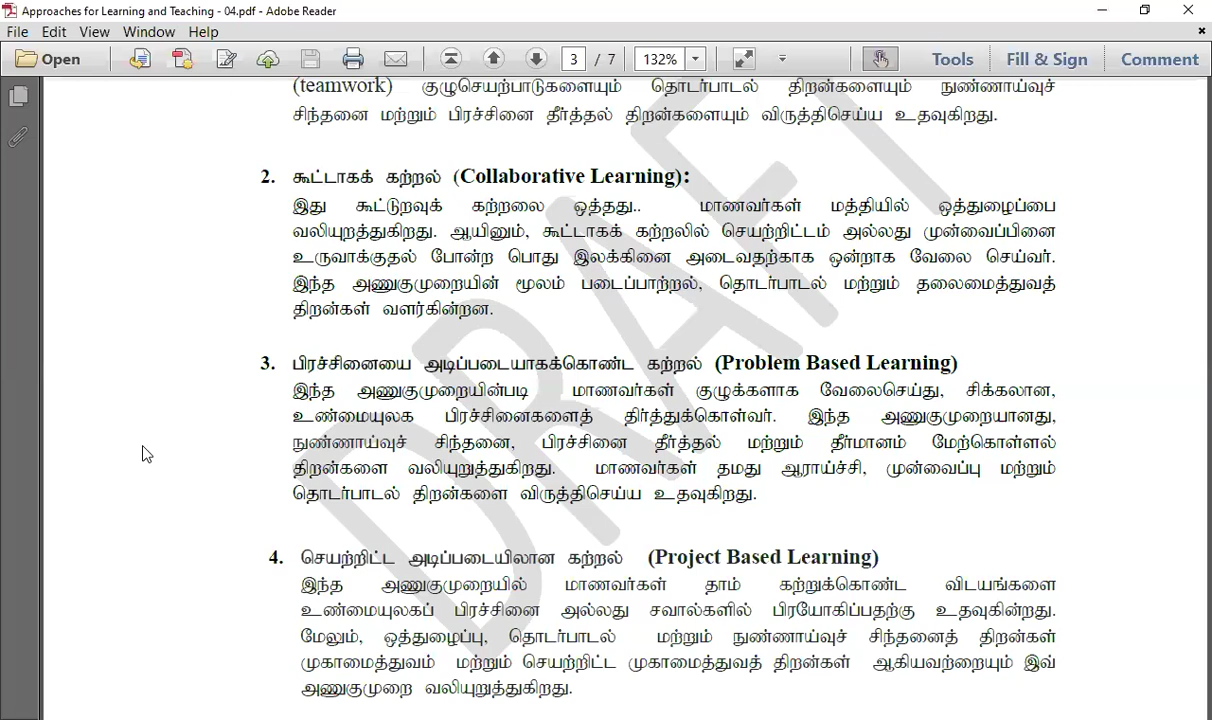 Approaches for Learning and Teaching - 04.pdf - Adobe Reader
File Edit View Window Help
Open 3 / 7 132% Tools Fill & Sign Comment
(teamwork) குழுசெயற்பாடுகளையும் தொடர்பாடல் திறன்களையும் நுண்ணாய்வுச்
சிந்தனை மற்றும் பிரச்சினை தீர்த்தல் திறன்களையும் விருத்திசெய்ய உதவுகிறது.
2. கூட்டாகக் கற்றல் (Collaborative Learning):
இது கூட்டுறவுக் கற்றலை ஒத்தது.. மாணவர்கள் மத்தியில் ஒத்துழைப்பை
வலியுறத்துகிறது. ஆயினும், கூட்டாகக் கற்றலில் செயற்றிட்டம் அல்லது முன்வைப்பினை
உருவாக்குதல் போன்ற பொது இலக்கினை அடைவதற்காக ஒன்றாக வேலை செய்வர்.
இந்த அணுகுமுறையின் மூலம் படைப்பாற்றல், தொடர்பாடல் மற்றும் தலைமைத்துவத்
திறன்கள் வளர்கின்றன.
3. பிரச்சினையை அடிப்படையாகக்கொண்ட கற்றல் (Problem Based Learning)
இந்த அணுகுமுறையின்படி மாணவர்கள் குழுக்களாக வேலைசெய்து, சிக்கலான,
உண்மையுலக பிரச்சினைகளைத் திர்த்துக்கொள்வர். இந்த அணுகுமுறையானது,
நுண்ணாய்வுச் சிந்தனை, பிரச்சினை தீர்த்தல் மற்றும் தீர்மானம் மேற்கொள்ளல்
திறன்களை வலியுறுத்துகிறது. மாணவர்கள் தமது ஆராய்ச்சி, முன்வைப்பு மற்றும்
தொடர்பாடல் திறன்களை விருத்திசெய்ய உதவுகிறது.
4. செயற்றிட்ட அடிப்படையிலான கற்றல் (Project Based Learning)
இந்த அணுகுமுறையில் மாணவர்கள் தாம் கற்றுக்கொண்ட விடயங்களை
உண்மையுலகப் பிரச்சினை அல்லது சவால்களில் பிரயோகிப்பதற்கு உதவுகின்றது.
மேலும், ஒத்துழைப்பு, தொடர்பாடல் மற்றும் நுண்ணாய்வுச் சிந்தனைத் திறன்கள்
முகாமைத்துவம் மற்றும் செயற்றிட்ட முகாமைத்துவத் திறன்கள் ஆகியவற்றையும் இவ்
அணுகுமுறை வலியுறுத்துகிறது.
DRAFT